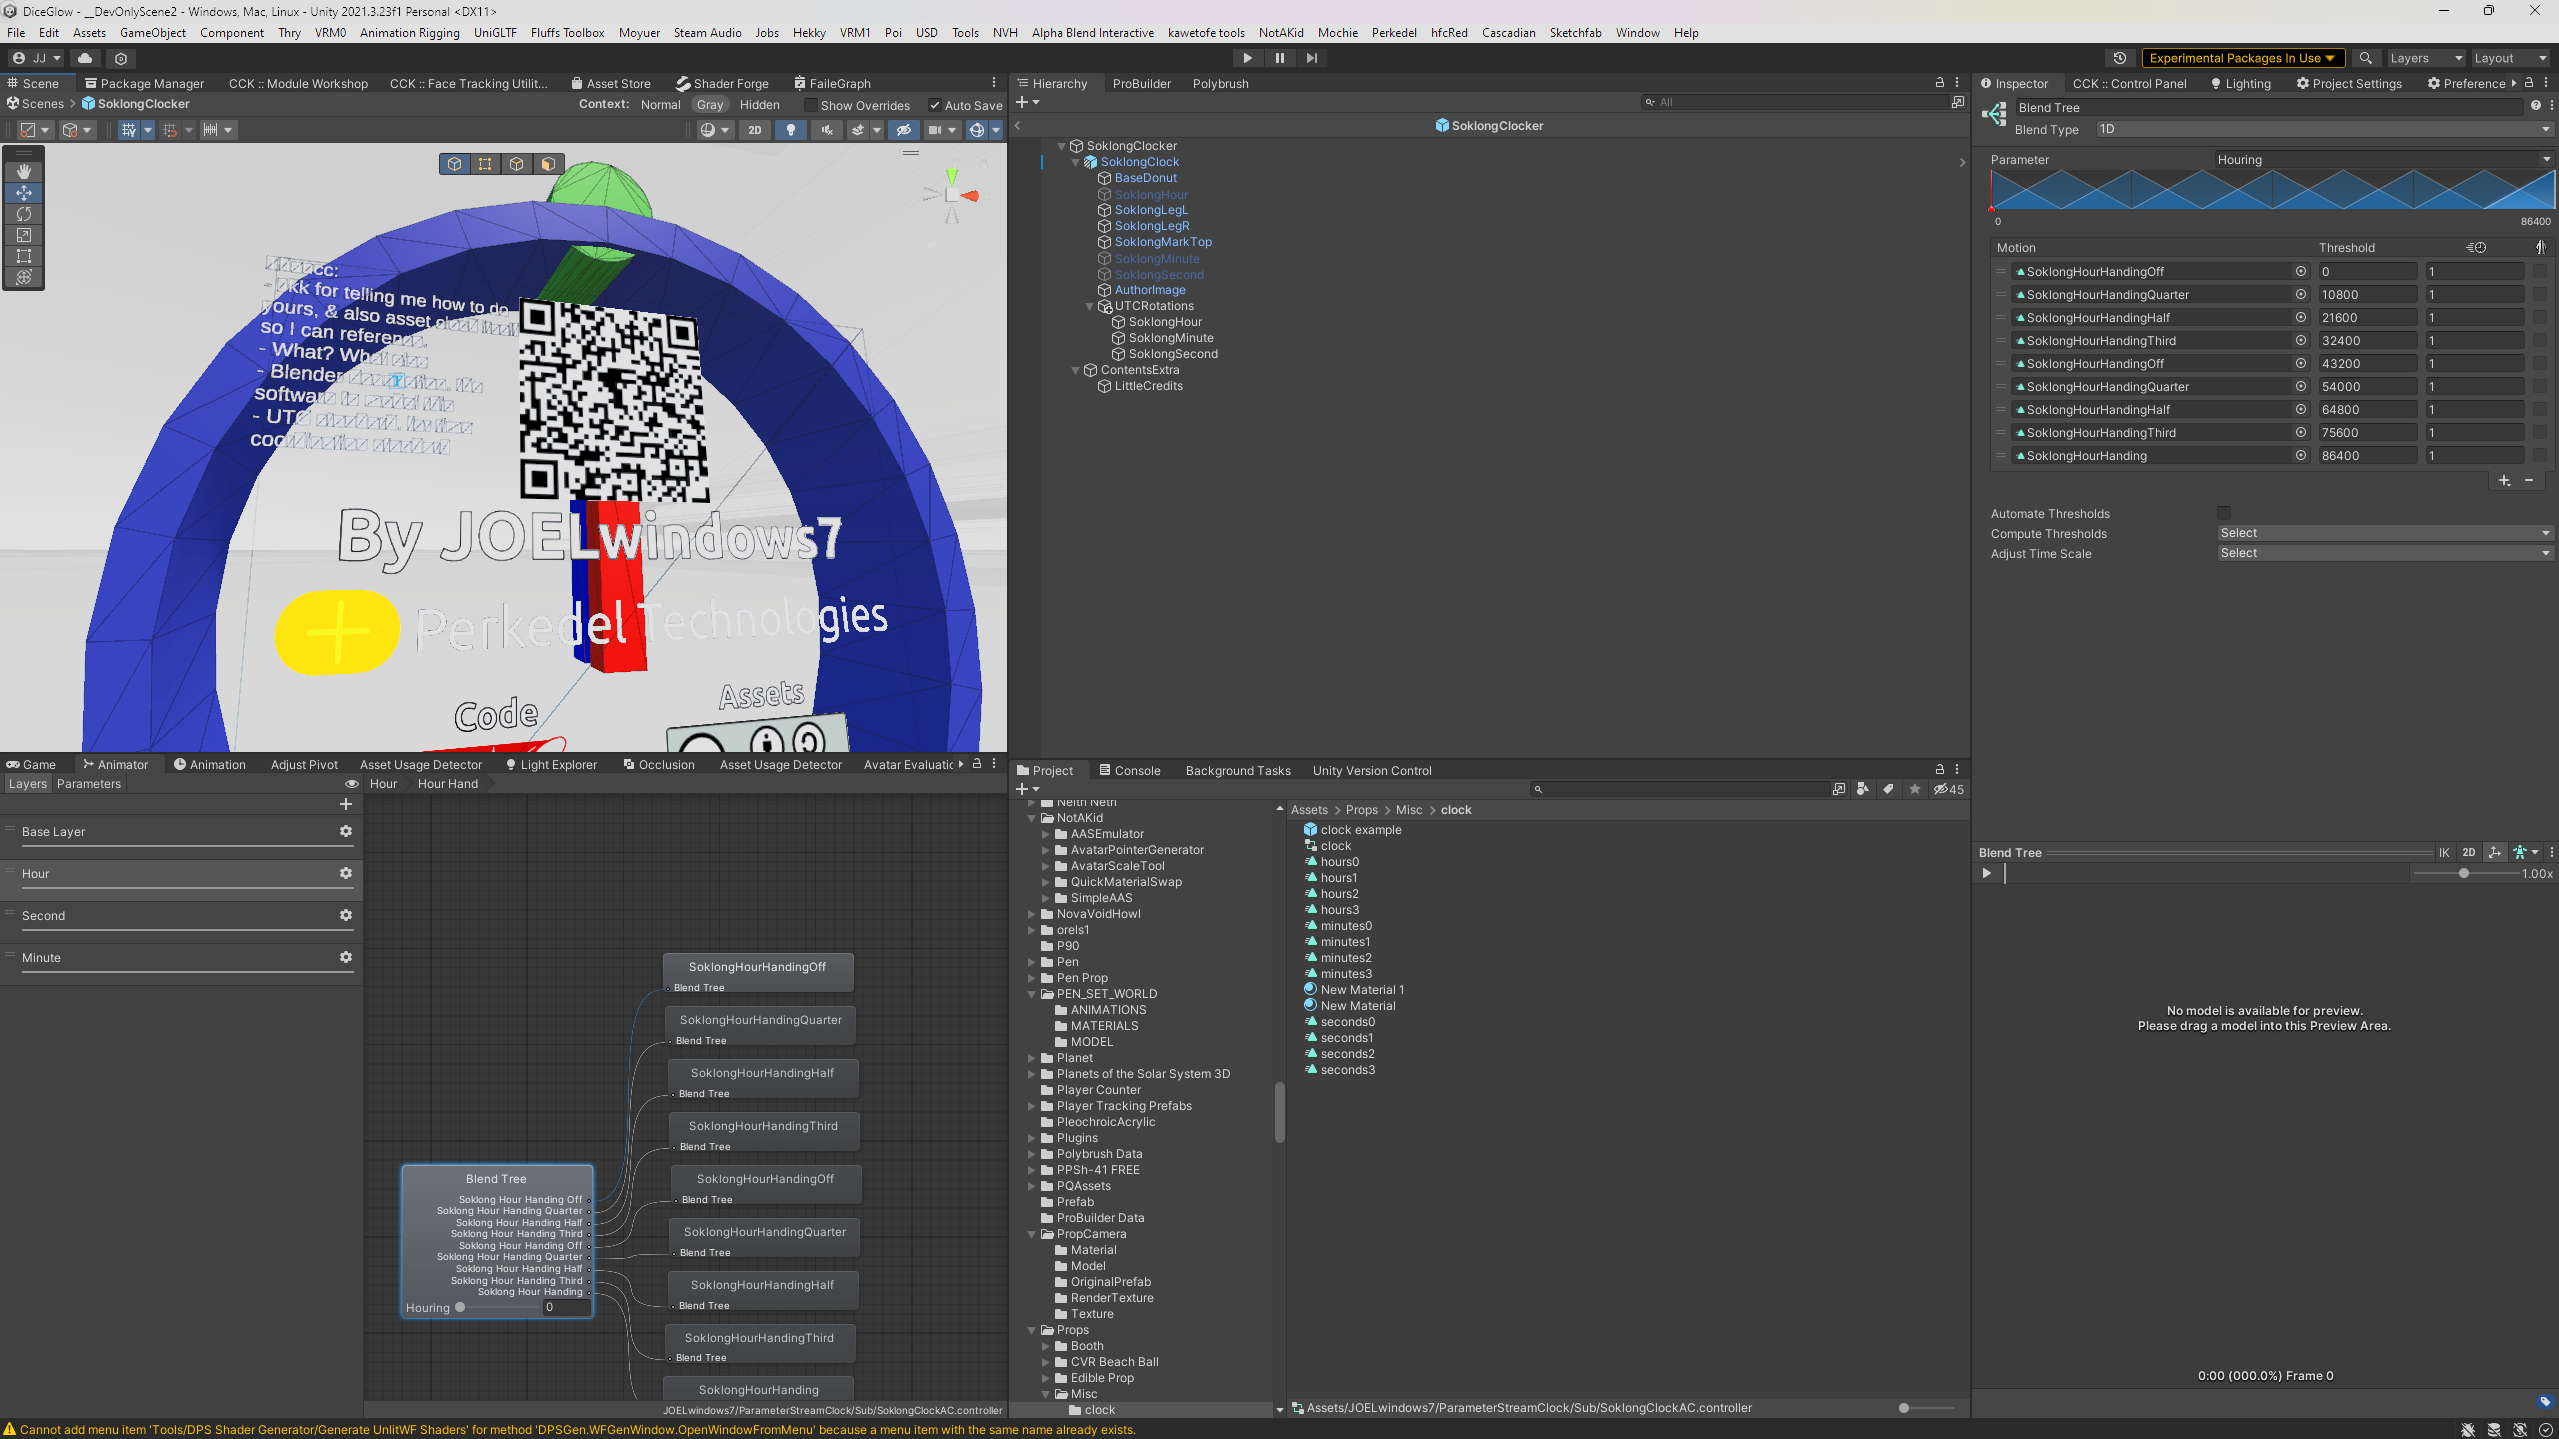 DiceGlow - __DevOnlyScene2 - Windows, Mac, Linux - Unity 2021.3.23f1 Personal <DX11>
File Edit Assets GameObject Component Thry VRM0 Animation Rigging UniGLTF Fluffs Toolbox Moyuer Steam Audio Jobs Hekky VRM1 Poi USD Tools NVH Alpha Blend Interactive kawetofe tools NotAKid Mochie Perkedel hfcRed Cascadian Sketchfab Window Help
JJ Experimental Packages In Use Layers Layout
Scene Package Manager CCK :: Module Workshop CCK :: Face Tracking Utilit... Asset Store Shader Forge FaileGraph
Scenes > SoklongClocker Context: Normal Gray Hidden Show Overrides Auto Save
2D
for telling me how to do
yours, & also asset
so I can reference.
- What?
- Blender
software
- UTC
By JOELwindows7
Perkedel Technologies
Code
Assets
Hierarchy ProBuilder Polybrush
All
SoklongClocker
SoklongClocker
SoklongClock
BaseDonut
SoklongHour
SoklongLegL
SoklongLegR
SoklongMarkTop
SoklongMinute
SoklongSecond
AuthorImage
UTCRotations
SoklongHour
SoklongMinute
SoklongSecond
ContentsExtra
LittleCredits
Inspector CCK :: Control Panel Lighting Project Settings Preference
Blend Tree
Blend Type 1D
Parameter Houring
0 86400
Motion Threshold
SoklongHourHandingOff 0 1
SoklongHourHandingQuarter 10800 1
SoklongHourHandingHalf 21600 1
SoklongHourHandingThird 32400 1
SoklongHourHandingOff 43200 1
SoklongHourHandingQuarter 54000 1
SoklongHourHandingHalf 64800 1
SoklongHourHandingThird 75600 1
SoklongHourHanding 86400 1
Automate Thresholds
Compute Thresholds Select
Adjust Time Scale Select
Blend Tree IK 2D
1.00x
No model is available for preview.
Please drag a model into this Preview Area.
0:00 (000.0%) Frame 0
Game Animator Animation Adjust Pivot Asset Usage Detector Light Explorer Occlusion Asset Usage Detector Avatar Evaluatic
Layers Parameters Hour Hour Hand
Base Layer
Hour
Second
Minute
SoklongHourHandingOff
Blend Tree
SoklongHourHandingQuarter
Blend Tree
SoklongHourHandingHalf
Blend Tree
SoklongHourHandingThird
Blend Tree
SoklongHourHandingOff
Blend Tree
SoklongHourHandingQuarter
Blend Tree
SoklongHourHandingHalf
Blend Tree
SoklongHourHandingThird
Blend Tree
SoklongHourHanding
Blend Tree
Soklong Hour Handing Off
Soklong Hour Handing Quarter
Soklong Hour Handing Half
Soklong Hour Handing Third
Soklong Hour Handing Off
Soklong Hour Handing Quarter
Soklong Hour Handing Half
Soklong Hour Handing Third
Soklong Hour Handing
Houring 0
JOELwindows7/ParameterStreamClock/Sub/SoklongClockAC.controller
Project Console Background Tasks Unity Version Control
45
Neith Netri
NotAKid
AASEmulator
AvatarPointerGenerator
AvatarScaleTool
QuickMaterialSwap
SimpleAAS
NovaVoidHowl
orels1
P90
Pen
Pen Prop
PEN_SET_WORLD
ANIMATIONS
MATERIALS
MODEL
Planet
Planets of the Solar System 3D
Player Counter
Player Tracking Prefabs
PleochroicAcrylic
Plugins
Polybrush Data
PPSh-41 FREE
PQAssets
Prefab
ProBuilder Data
PropCamera
Material
Model
OriginalPrefab
RenderTexture
Texture
Props
Booth
CVR Beach Ball
Edible Prop
Misc
clock
Assets > Props > Misc > clock
clock example
clock
hours0
hours1
hours2
hours3
minutes0
minutes1
minutes2
minutes3
New Material 1
New Material
seconds0
seconds1
seconds2
seconds3
Assets/JOELwindows7/ParameterStreamClock/Sub/SoklongClockAC.controller
Cannot add menu item 'Tools/DPS Shader Generator/Generate UnlitWF Shaders' for method 'DPSGen.WFGenWindow.OpenWindowFromMenu' because a menu item with the same name already exists.